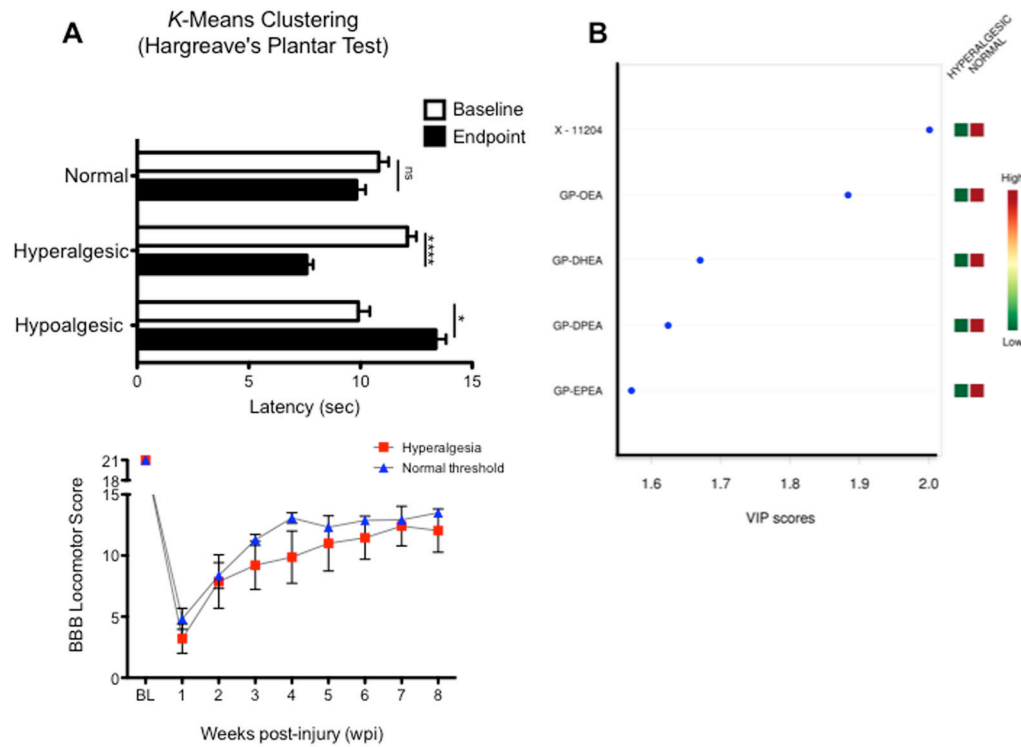 A
K-Means Clustering
(Hargreave's Plantar Test)
Baseline
Endpoint
Normal
ns
Hyperalgesic
****
Hypoalgesic
*
0 5 10 15
Latency (sec)
Hyperalgesia
Normal threshold
21
18
15
10
5
0
BBB Locomotor Score
BL 1 2 3 4 5 6 7 8
Weeks post-injury (wpi)
B
HYPERALGESIC
NORMAL
X - 11204
GP-OEA
GP-DHEA
GP-DPEA
GP-EPEA
High
Low
1.6 1.7 1.8 1.9 2.0
VIP scores